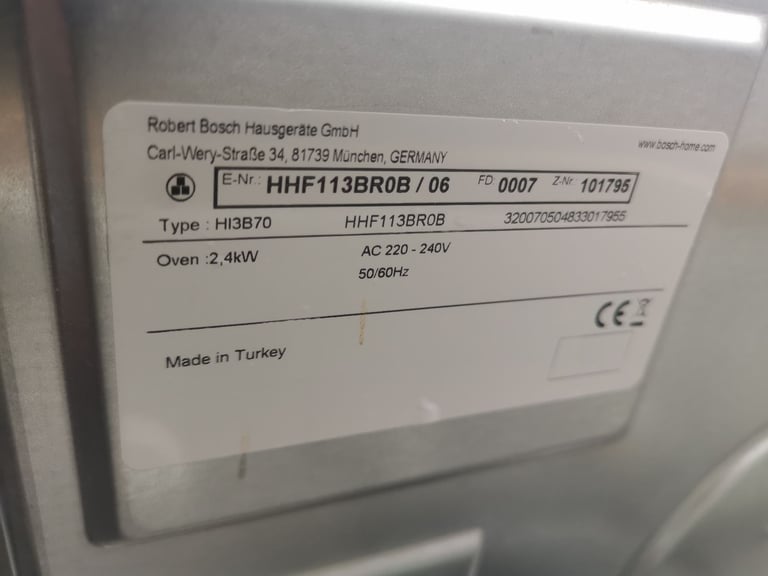 Robert Bosch Hausgeräte GmbH
www.bosch-home.com
Carl-Wery-Straße 34, 81739 München, GERMANY
E-Nr.: HHF113BR0B / 06 FD 0007 Z-Nr. 101795
Type : HI3B70 HHF113BR0B 320070504833017955
Oven :2,4kW AC 220 - 240V
50/60Hz
CE
Made in Turkey